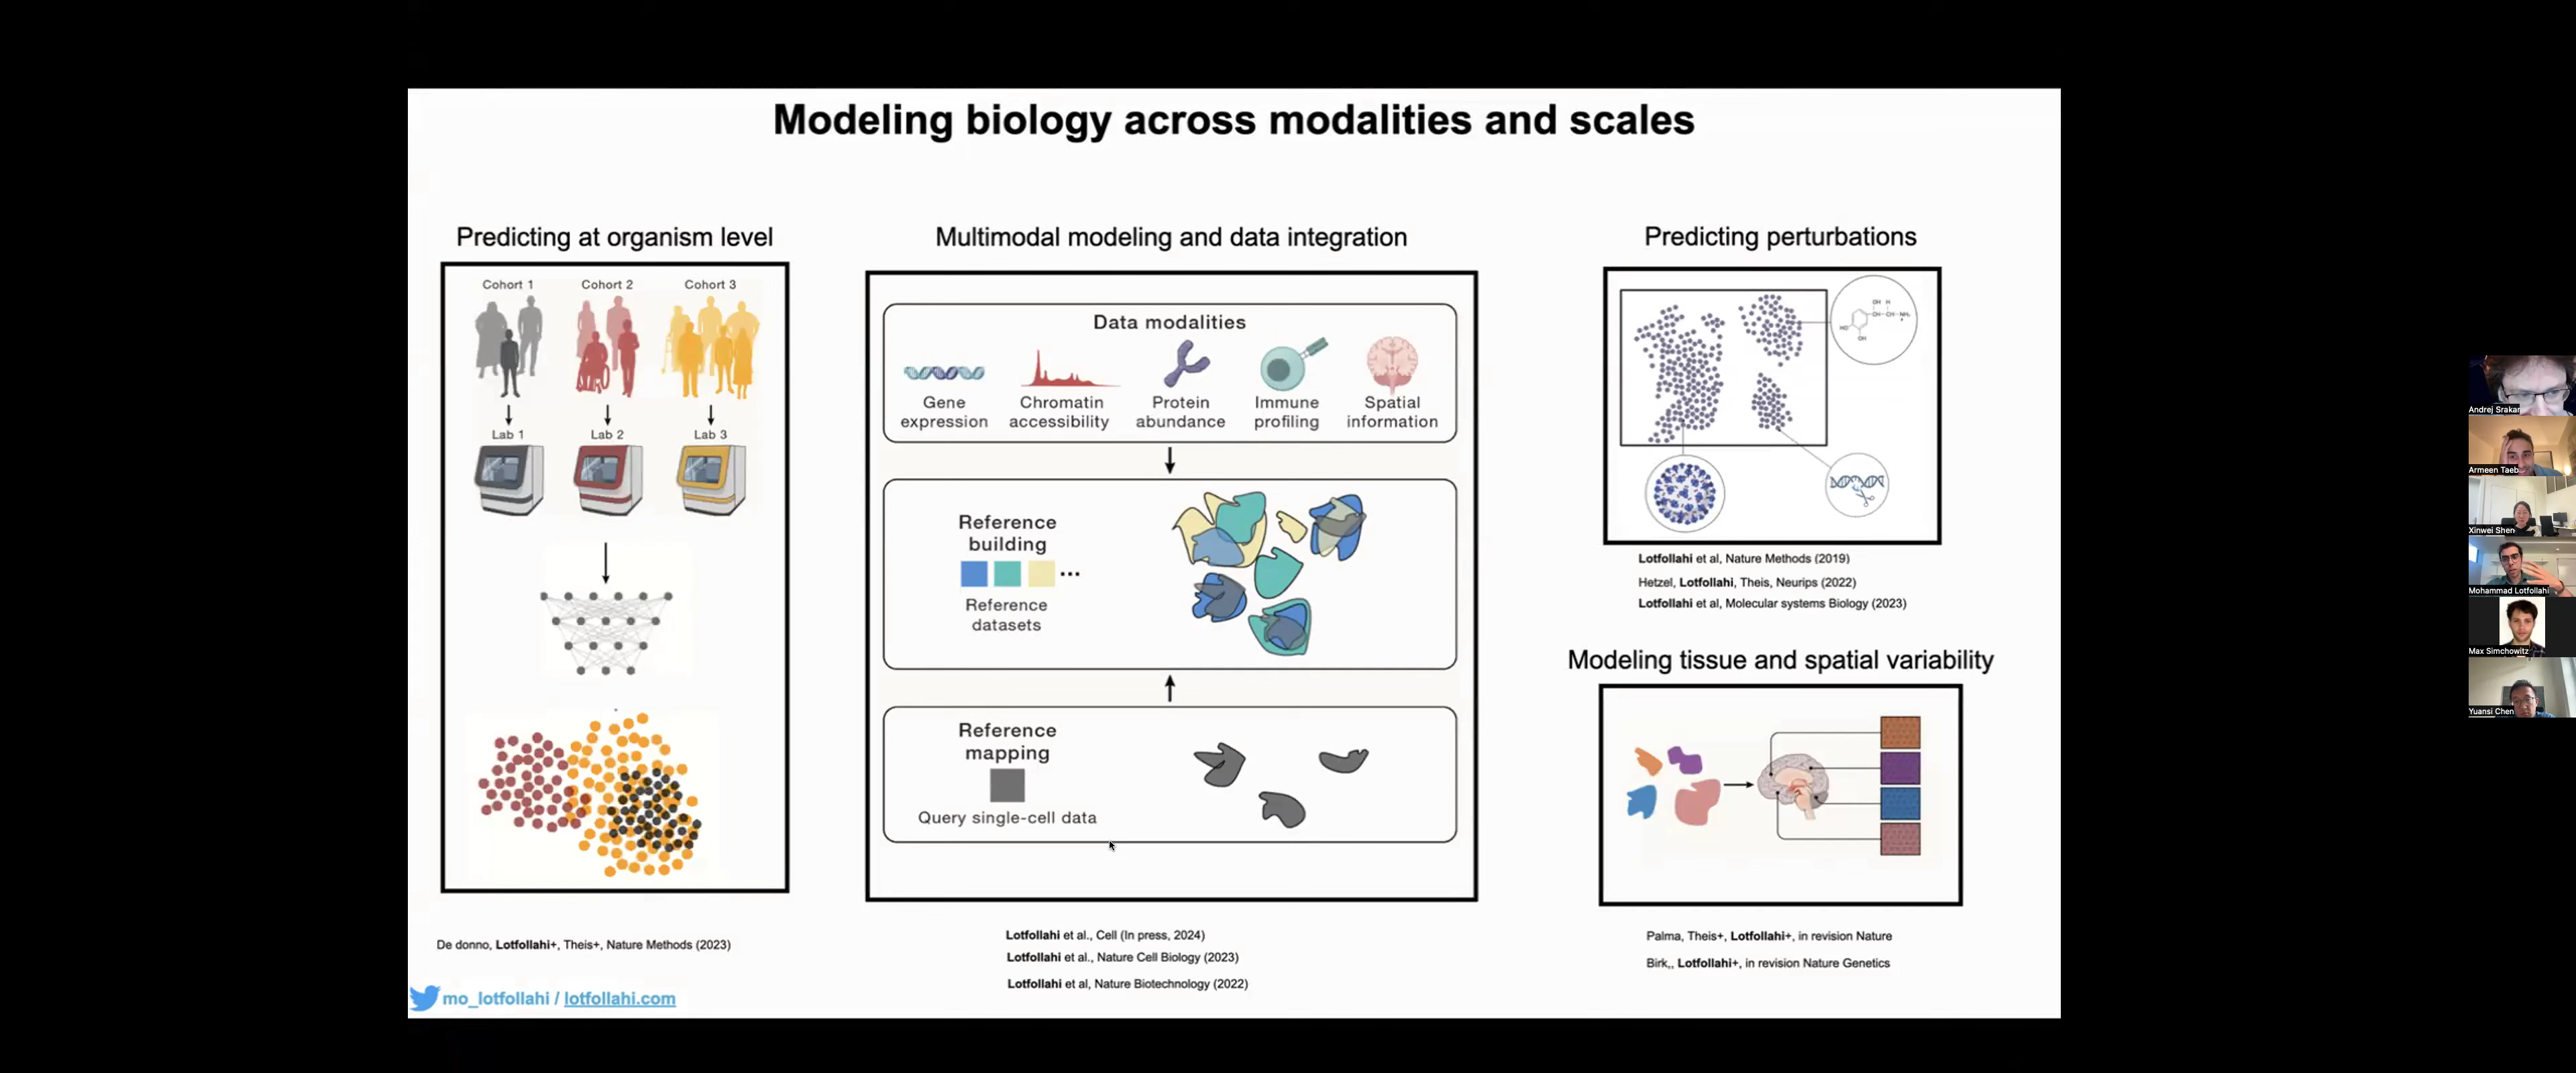 Modeling biology across modalities and scales
Predicting at organism level
Cohort 1
Cohort 2
Cohort 3
Lab 1
Lab 2
Lab 3
De donno, Lotfollahi+, Theis+, Nature Methods (2023)
mo_lotfollahi / lotfollahi.com
Multimodal modeling and data integration
Data modalities
Gene
expression
Chromatin
accessibility
Protein
abundance
Immune
profiling
Spatial
information
Reference
building
...
Reference
datasets
Reference
mapping
Query single-cell data
Lotfollahi et al., Cell (In press, 2024)
Lotfollahi et al., Nature Cell Biology (2023)
Lotfollahi et al, Nature Biotechnology (2022)
Predicting perturbations
OH H
CH CH NH₂
HO
OH
Lotfollahi et al, Nature Methods (2019)
Hetzel, Lotfollahi, Theis, Neurips (2022)
Lotfollahi et al, Molecular systems Biology (2023)
Modeling tissue and spatial variability
Palma, Theis+, Lotfollahi+, in revision Nature
Birk,, Lotfollahi+, in revision Nature Genetics
Andrej Srakar
Armeen Taeb
Xinwei Shen
Mohammad Lotfollahi
Max Simchowitz
Yuansi Chen